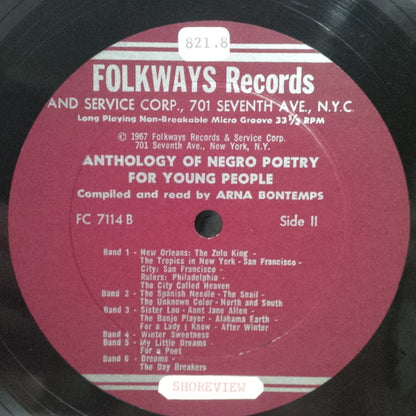 821.8
FOLKWAYS Records
AND SERVICE CORP., 701 SEVENTH AVE., N.Y.C.
Long Playing Non-Breakable Micro Groove 33⅓ RPM
© 1967 Folkways Records & Service Corp.
701 Seventh Ave., New York, N.Y.
ANTHOLOGY OF NEGRO POETRY
FOR YOUNG PEOPLE
Compiled and read by ARNA BONTEMPS
FC 7114 B Side II
Band 1 - New Orleans: The Zulu King -
The Tropics in New York - San Francisco -
City: San Francisco -
Rulers: Philadelphia -
The City Called Heaven
Band 2 - The Spanish Needle - The Snail -
The Unknown Color - North and South
Band 3 - Sister Lou - Aunt Jane Allen -
The Banjo Player - Alabama Earth -
For a Lady I Know - After Winter
Band 4 - Winter Sweetness
Band 5 - My Little Dreams -
For a Poet
Band 6 - Dreams -
The Day Breakers
SHOREVIEW